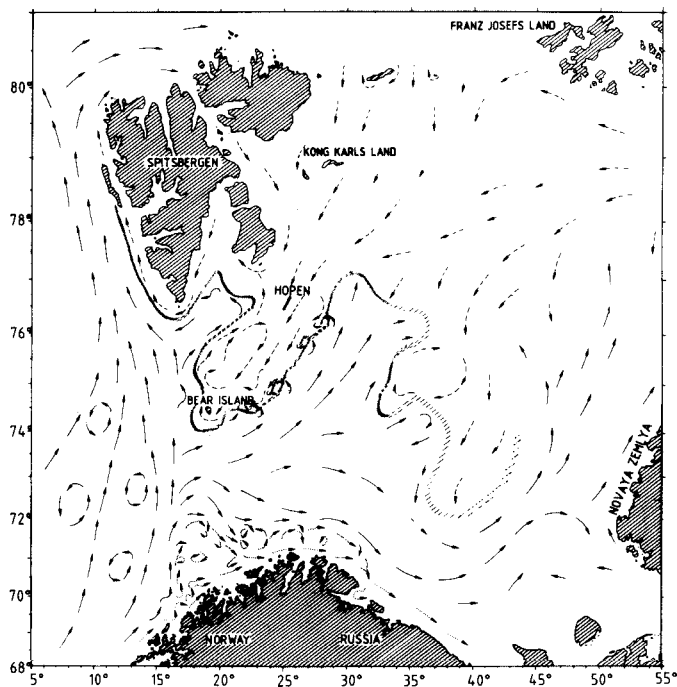 FRANZ JOSEFS LAND
80°
KONG KARLS LAND
SPITSBERGEN
78°
HOPEN
76°
BEAR ISLAND
74°
NOVAYA ZEMLYA
72°
70°
NORWAY RUSSIA
68°
5° 10° 15° 20° 25° 30° 35° 40° 45° 50° 55°